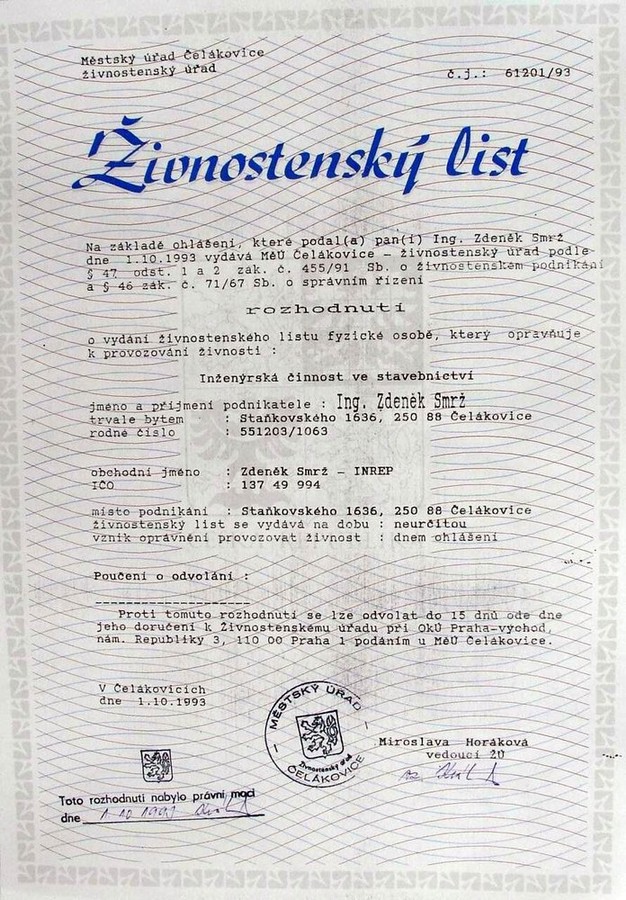 Městský úřad Čelákovice
živnostenský úřad
č.j.: 61201/93
Živnostenský list
Na základě ohlášení, které podal(a) pan(í) Ing. Zdeněk Smrž
dne 1.10.1993 vydává MěÚ Čelákovice - živnostenský úřad podle
§ 47 odst. 1 a 2 zák. č. 455/91 Sb. o živnostenském podnikání
a § 46 zák. č. 71/67 Sb. o správním řízení
rozhodnutí
o vydání živnostenského listu fyzické osobě, který opravňuje
k provozování živnosti :
Inženýrská činnost ve stavebnictví
jméno a příjmení podnikatele : Ing. Zdeněk Smrž
trvale bytem : Staňkovského 1636, 250 88 Čelákovice
rodné číslo : 551203/1063
obchodní jméno : Zdeněk Smrž - INREP
IČO : 137 49 994
místo podnikání : Staňkovského 1636, 250 88 Čelákovice
živnostenský list se vydává na dobu : neurčitou
vznik oprávnění provozovat živnost : dnem ohlášení
Poučení o odvolání :
--------------------
Proti tomuto rozhodnutí se lze odvolat do 15 dnů ode dne
jeho doručení k Živnostenskému úřadu při OkÚ Praha-východ,
nám. Republiky 3, 110 00 Praha 1 podáním u MěÚ Čelákovice.
V Čelákovicích
dne 1.10.1993
MĚSTSKÝ ÚŘAD
Živnostenský úřad
ČELÁKOVICE
Miroslava Horáková
vedoucí ŽÚ
Toto rozhodnutí nabylo právní moci
dne 1.10.1993